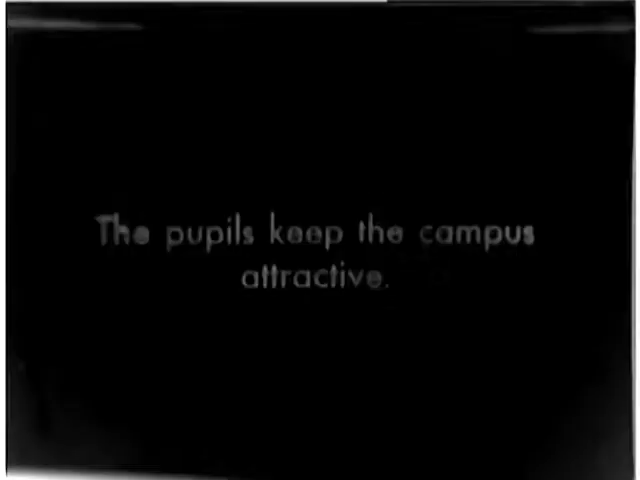 The pupils keep the campus
attractive.